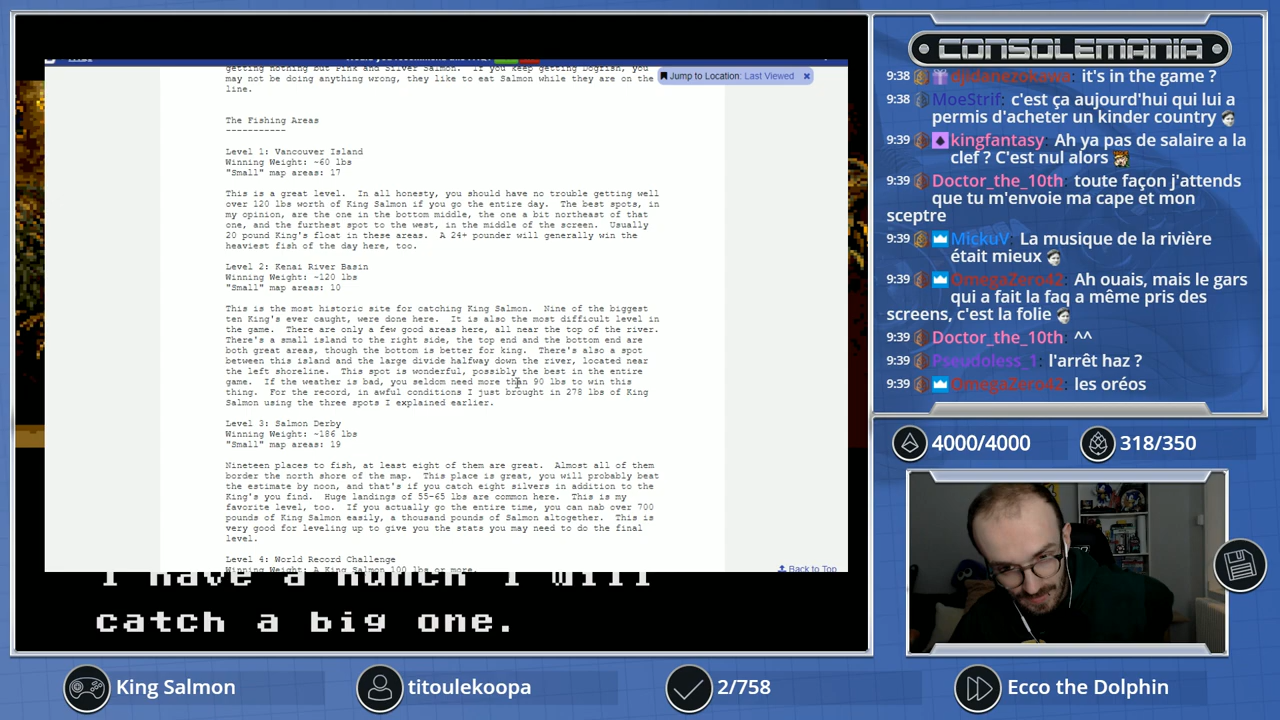 getting nothing but Pink and Silver Salmon. If you keep getting Dogfish, you
may not be doing anything wrong, they like to eat Salmon while they are on the
line.
Jump to Location: Last Viewed ×
The Fishing Areas
-----------
Level 1: Vancouver Island
Winning Weight: ~60 lbs
"Small" map areas: 17
This is a great level. In all honesty, you should have no trouble getting well
over 120 lbs worth of King Salmon if you go the entire day. The best spots, in
my opinion, are the one in the bottom middle, the one a bit northeast of that
one, and the furthest spot to the west, in the middle of the screen. Usually
20 pound King's float in these areas. A 24+ pounder will generally win the
heaviest fish of the day here, too.
Level 2: Kenai River Basin
Winning Weight: ~120 lbs
"Small" map areas: 10
This is the most historic site for catching King Salmon. Nine of the biggest
ten King's ever caught, were done here. It is also the most difficult level in
the game. There are only a few good areas here, all near the top of the river.
There's a small island to the right side, the top end and the bottom end are
both great areas, though the bottom is better for king. There's also a spot
between this island and the large divide halfway down the river, located near
the left shoreline. This spot is wonderful, possibly the best in the entire
game. If the weather is bad, you seldom need more than 90 lbs to win this
thing. For the record, in awful conditions I just brought in 278 lbs of King
Salmon using the three spots I explained earlier.
Level 3: Salmon Derby
Winning Weight: ~186 lbs
"Small" map areas: 19
Nineteen places to fish, at least eight of them are great. Almost all of them
border the north shore of the map. This place is great, you will probably beat
the estimate by noon, and that's if you catch eight silvers in addition to the
King's you find. Huge landings of 55-65 lbs are common here. This is my
favorite level, too. If you actually go the entire time, you can nab over 700
pounds of King Salmon easily, a thousand pounds of Salmon altogether. This is
very good for leveling up to give you the stats you may need to do the final
level.
Level 4: World Record Challenge
Winning Weight: A King Salmon 100 lbs or more.
Back to Top
I have a hunch I will
catch a big one.
CONSOLEMANIA
9:38 djidanezokawa: it's in the game ?
9:38 MoeStrif: c'est ça aujourd'hui qui lui a
permis d'acheter un kinder country
9:39 kingfantasy: Ah ya pas de salaire a la
clef ? C'est nul alors
9:39 Doctor_the_10th: toute façon j'attends
que tu m'envoie ma cape et mon
sceptre
9:39 MickuV: La musique de la rivière
était mieux
9:39 OmegaZero42: Ah ouais, mais le gars
qui a fait la faq a même pris des
screens, c'est la folie
9:39 Doctor_the_10th: ^^
9:39 Pseudoless_1: l'arrêt haz ?
9:39 OmegaZero42: les oréos
4000/4000
318/350
King Salmon
titoulekoopa
2/758
Ecco the Dolphin